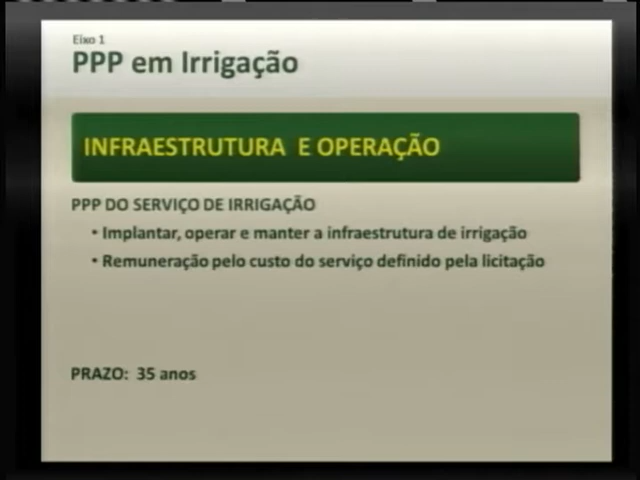 Eixo 1
PPP em Irrigação
INFRAESTRUTURA E OPERAÇÃO
PPP DO SERVIÇO DE IRRIGAÇÃO
• Implantar, operar e manter a infraestrutura de irrigação
• Remuneração pelo custo do serviço definido pela licitação
PRAZO: 35 anos